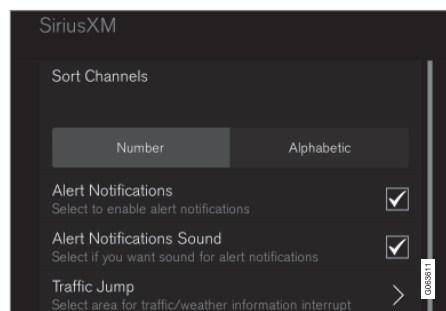 SiriusXM
Sort Channels
Number
Alphabetic
Alert Notifications
Select to enable alert notifications
Alert Notifications Sound
Select if you want sound for alert notifications
Traffic Jump
Select area for traffic/weather information interrupt
G063611